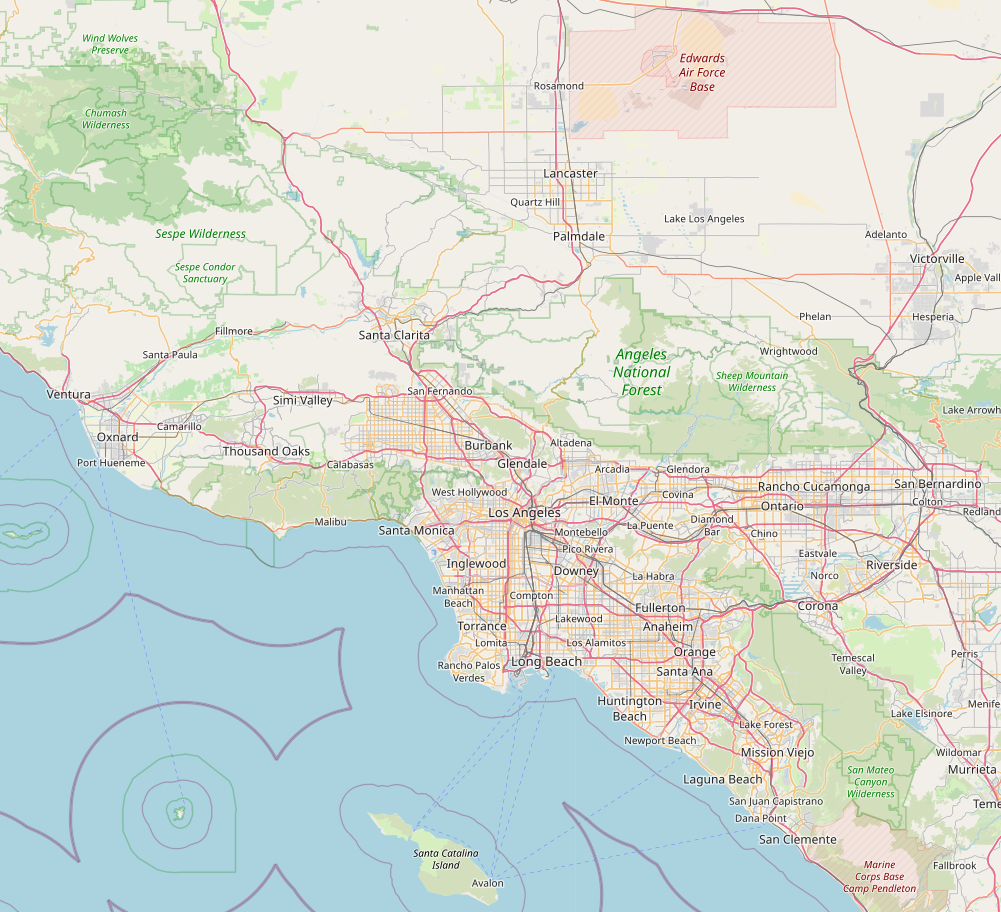 Wind Wolves
Preserve
Edwards
Air Force
Base
Rosamond
Chumash
Wilderness
Lancaster
Quartz Hill
Lake Los Angeles
Sespe Wilderness
Palmdale
Adelanto
Victorville
Sespe Condor
Sanctuary
Apple Vall
Phelan
Hesperia
Fillmore
Santa Clarita
Santa Paula
Angeles
National
Forest
Wrightwood
Sheep Mountain
Wilderness
Ventura
San Fernando
Simi Valley
Lake Arrowh
Oxnard
Camarillo
Burbank
Altadena
Thousand Oaks
Port Hueneme
Calabasas
Glendale
Arcadia
Glendora
San Bernardino
Rancho Cucamonga
West Hollywood
Covina
El Monte
Colton
Ontario
Redland
Los Angeles
Malibu
Santa Monica
Montebello
La Puente
Diamond
Bar
Chino
Pico Rivera
Eastvale
Inglewood
Downey
La Habra
Norco
Riverside
Manhattan
Beach
Compton
Fullerton
Corona
Lakewood
Torrance
Anaheim
Lomita
Los Alamitos
Orange
Perris
Rancho Palos
Verdes
Long Beach
Santa Ana
Temescal
Valley
Huntington
Beach
Irvine
Menife
Lake Elsinore
Lake Forest
Newport Beach
Mission Viejo
Wildomar
Laguna Beach
San Mateo
Canyon
Wilderness
Murrieta
San Juan Capistrano
Teme
Dana Point
San Clemente
Santa Catalina
Island
Avalon
Marine
Corps Base
Camp Pendleton
Fallbrook